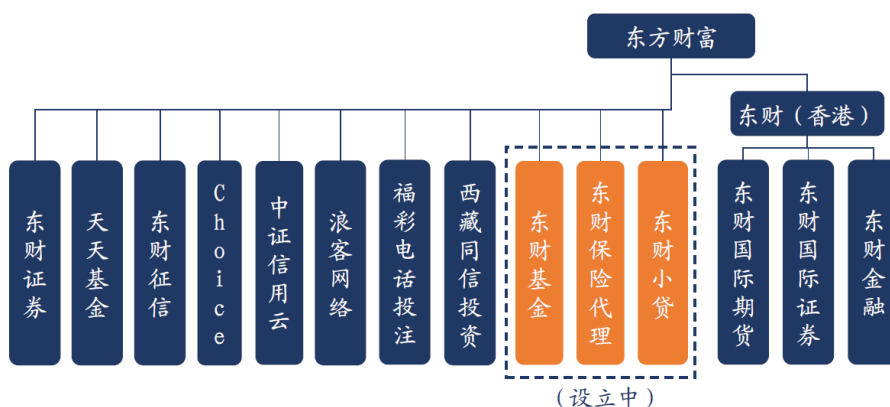 东方财富
东财（香港）
东财证券
天天基金
东财征信
Choice
中证信用云
浪客网络
福彩电话投注
西藏同信投资
东财基金
东财保险代理
东财小贷
东财国际期货
东财国际证券
东财金融
（设立中）